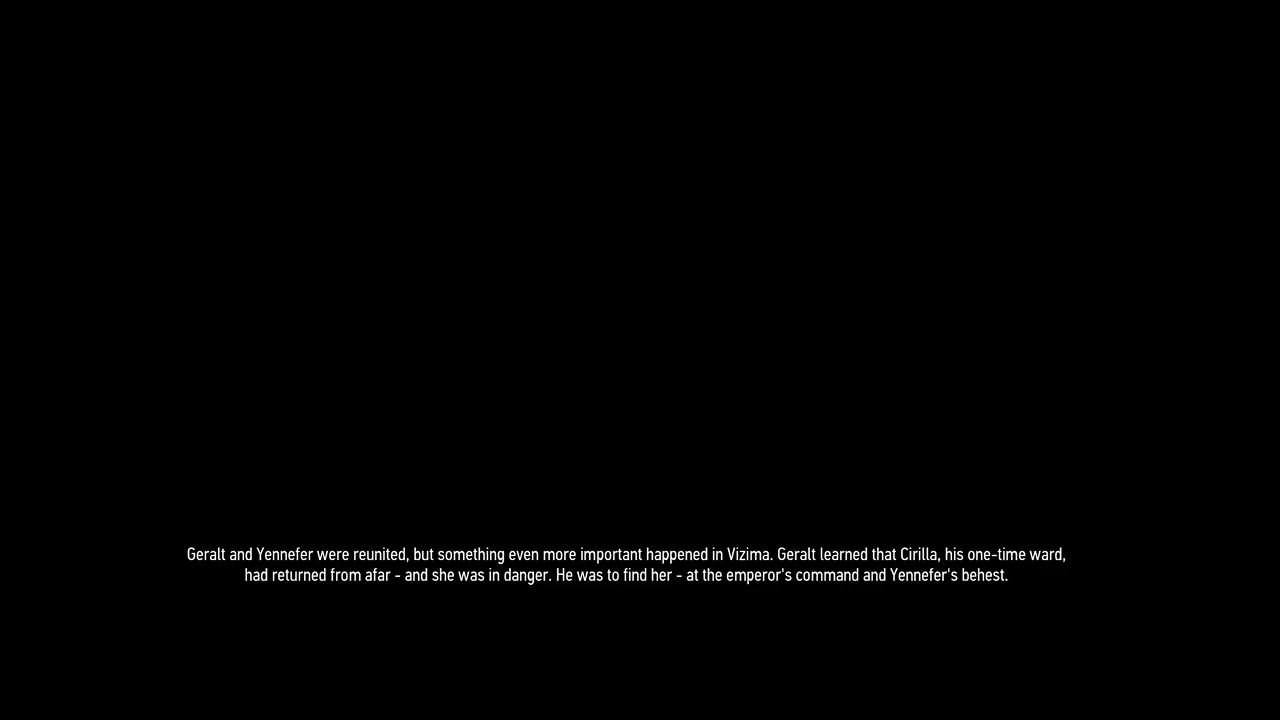 Geralt and Yennefer were reunited, but something even more important happened in Vizima. Geralt learned that Cirilla, his one-time ward,
had returned from afar - and she was in danger. He was to find her - at the emperor's command and Yennefer's behest.